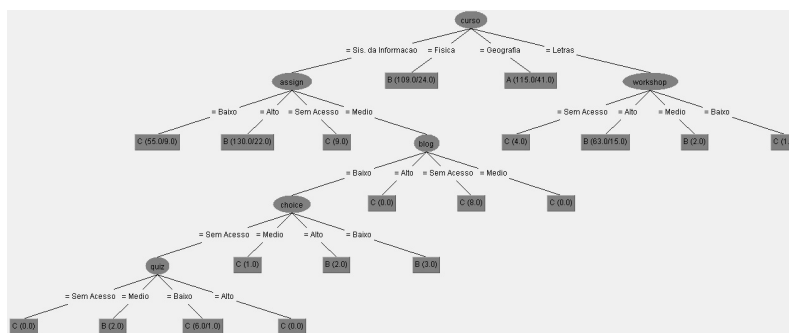 curso
= Sis. da Informacao = Fisica = Geografia = Letras
assign B (109.0/24.0) A (115.0/41.0) workshop
= Baixo = Alto = Sem Acesso = Medio = Sem Acesso = Alto = Medio = Baixo
C (55.0/9.0) B (130.0/22.0) C (9.0) blog C (4.0) B (63.0/15.0) B (2.0) C (1.
= Baixo = Alto = Sem Acesso = Medio
choice C (0.0) C (8.0) C (0.0)
= Sem Acesso = Medio = Alto = Baixo
quiz C (1.0) B (2.0) B (3.0)
= Sem Acesso = Medio = Baixo = Alto
C (0.0) B (2.0) C (6.0/1.0) C (0.0)